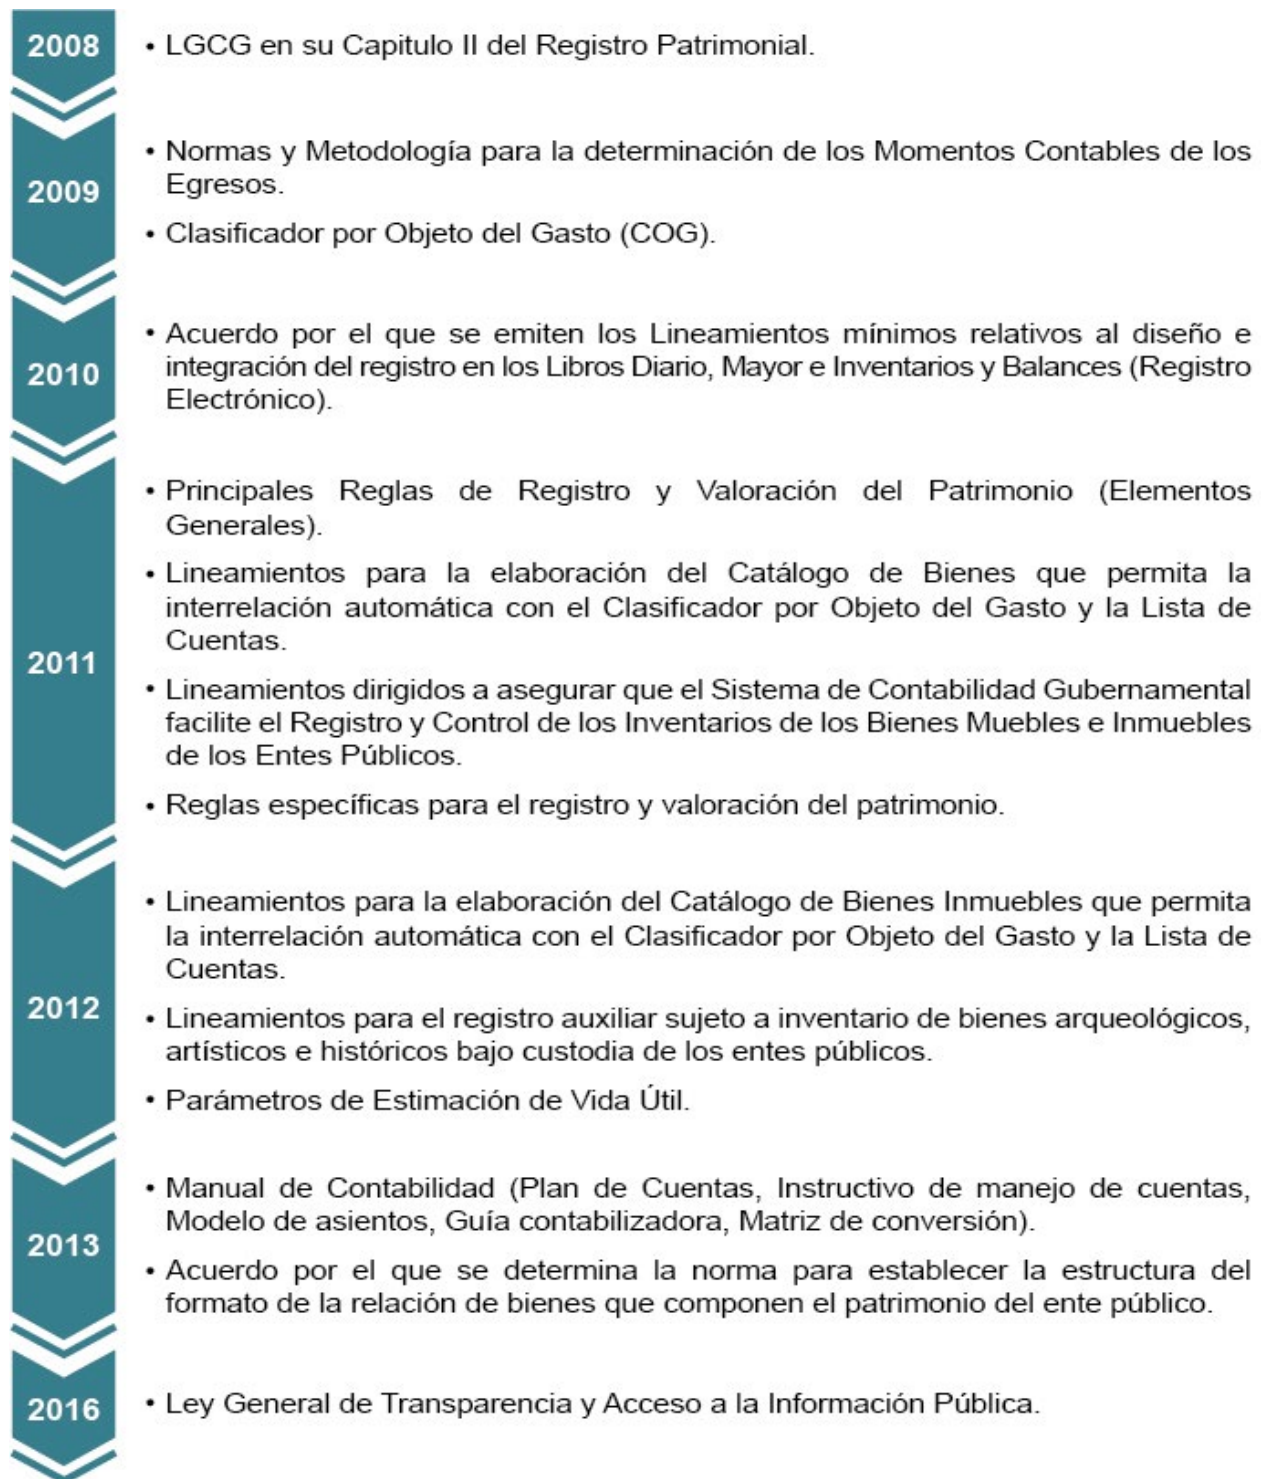 2008
• LGCG en su Capitulo II del Registro Patrimonial.
2009
• Normas y Metodología para la determinación de los Momentos Contables de los
Egresos.
• Clasificador por Objeto del Gasto (COG).
2010
• Acuerdo por el que se emiten los Lineamientos mínimos relativos al diseño e
integración del registro en los Libros Diario, Mayor e Inventarios y Balances (Registro
Electrónico).
2011
• Principales Reglas de Registro y Valoración del Patrimonio (Elementos
Generales).
• Lineamientos para la elaboración del Catálogo de Bienes que permita la
interrelación automática con el Clasificador por Objeto del Gasto y la Lista de
Cuentas.
• Lineamientos dirigidos a asegurar que el Sistema de Contabilidad Gubernamental
facilite el Registro y Control de los Inventarios de los Bienes Muebles e Inmuebles
de los Entes Públicos.
• Reglas específicas para el registro y valoración del patrimonio.
2012
• Lineamientos para la elaboración del Catálogo de Bienes Inmuebles que permita
la interrelación automática con el Clasificador por Objeto del Gasto y la Lista de
Cuentas.
• Lineamientos para el registro auxiliar sujeto a inventario de bienes arqueológicos,
artísticos e históricos bajo custodia de los entes públicos.
• Parámetros de Estimación de Vida Útil.
2013
• Manual de Contabilidad (Plan de Cuentas, Instructivo de manejo de cuentas,
Modelo de asientos, Guía contabilizadora, Matriz de conversión).
• Acuerdo por el que se determina la norma para establecer la estructura del
formato de la relación de bienes que componen el patrimonio del ente público.
2016
• Ley General de Transparencia y Acceso a la Información Pública.